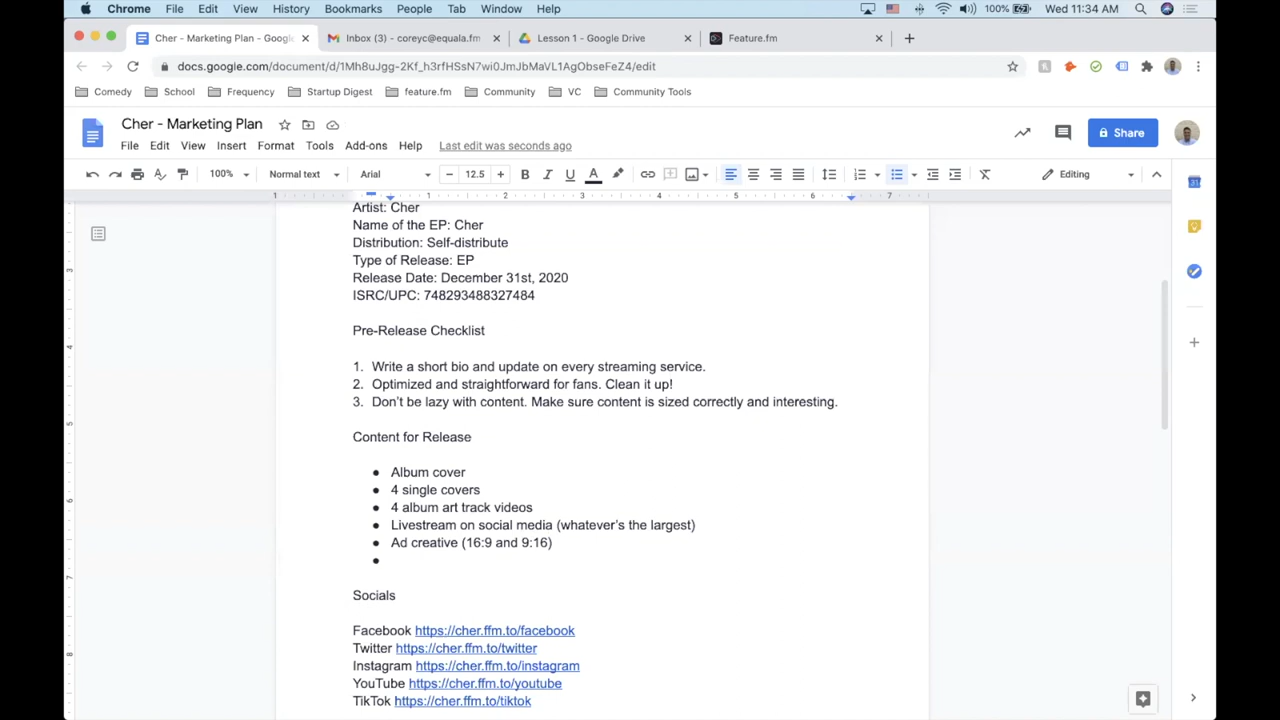 Chrome File Edit View History Bookmarks People Tab Window Help 100% Wed 11:34 AM
Cher - Marketing Plan - Google Inbox (3) - coreyc@equala.fm Lesson 1 - Google Drive Feature.fm
docs.google.com/document/d/1Mh8uJgg-2Kf_h3rfHSsN7wi0JmJbMaVL1AgObseFeZ4/edit
Comedy School Frequency Startup Digest feature.fm Community VC Community Tools
Cher - Marketing Plan
Share
File Edit View Insert Format Tools Add-ons Help Last edit was seconds ago
100% Normal text Arial 12.5 Editing
1 1 2 3 4 5 6 7
Artist: Cher
Name of the EP: Cher
Distribution: Self-distribute
Type of Release: EP
Release Date: December 31st, 2020
ISRC/UPC: 748293488327484
Pre-Release Checklist
1. Write a short bio and update on every streaming service.
2. Optimized and straightforward for fans. Clean it up!
3. Don’t be lazy with content. Make sure content is sized correctly and interesting.
Content for Release
● Album cover
● 4 single covers
● 4 album art track videos
● Livestream on social media (whatever’s the largest)
● Ad creative (16:9 and 9:16)
●
Socials
Facebook https://cher.ffm.to/facebook
Twitter https://cher.ffm.to/twitter
Instagram https://cher.ffm.to/instagram
YouTube https://cher.ffm.to/youtube
TikTok https://cher.ffm.to/tiktok